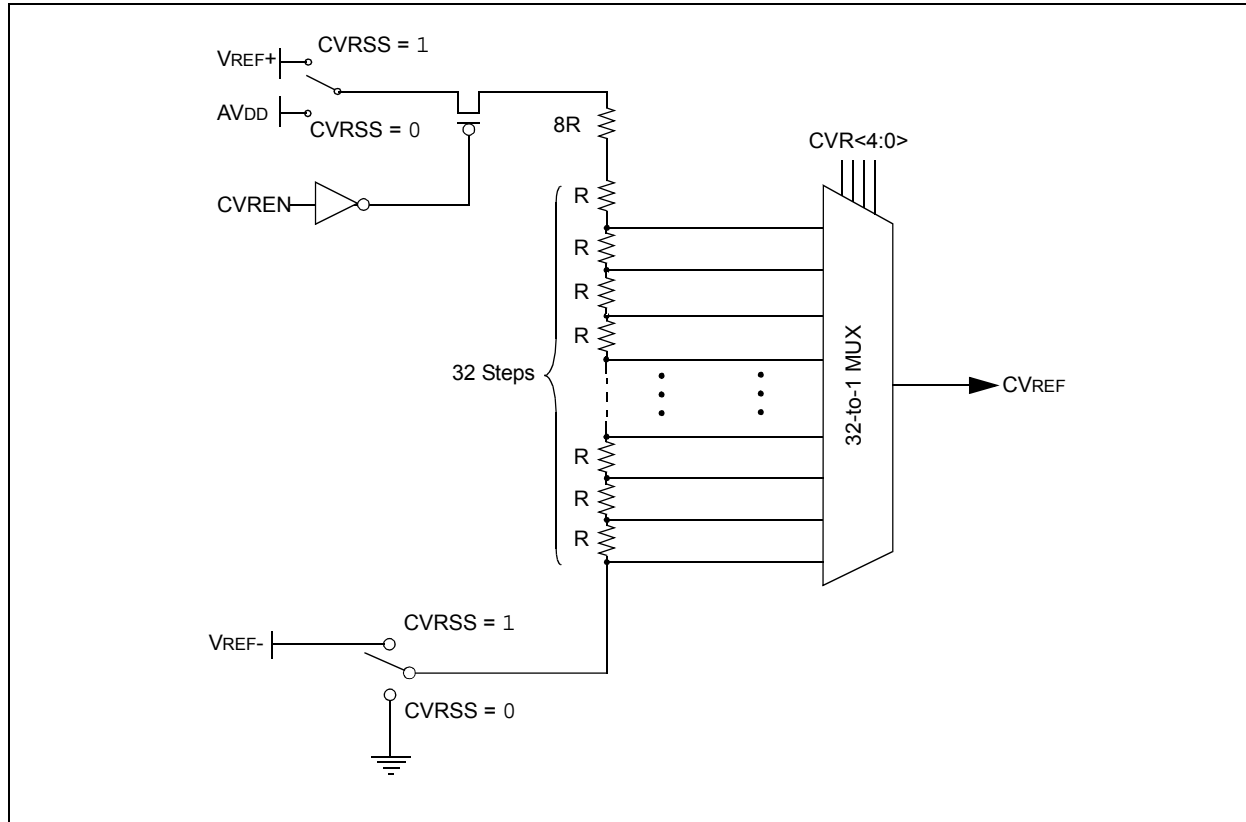 CVRSS = 1
VREF+
AVDD
CVRSS = 0
8R
CVR<4:0>
CVREN
R
R
R
R
32 Steps
32-to-1 MUX
CVREF
R
R
R
CVRSS = 1
VREF-
CVRSS = 0